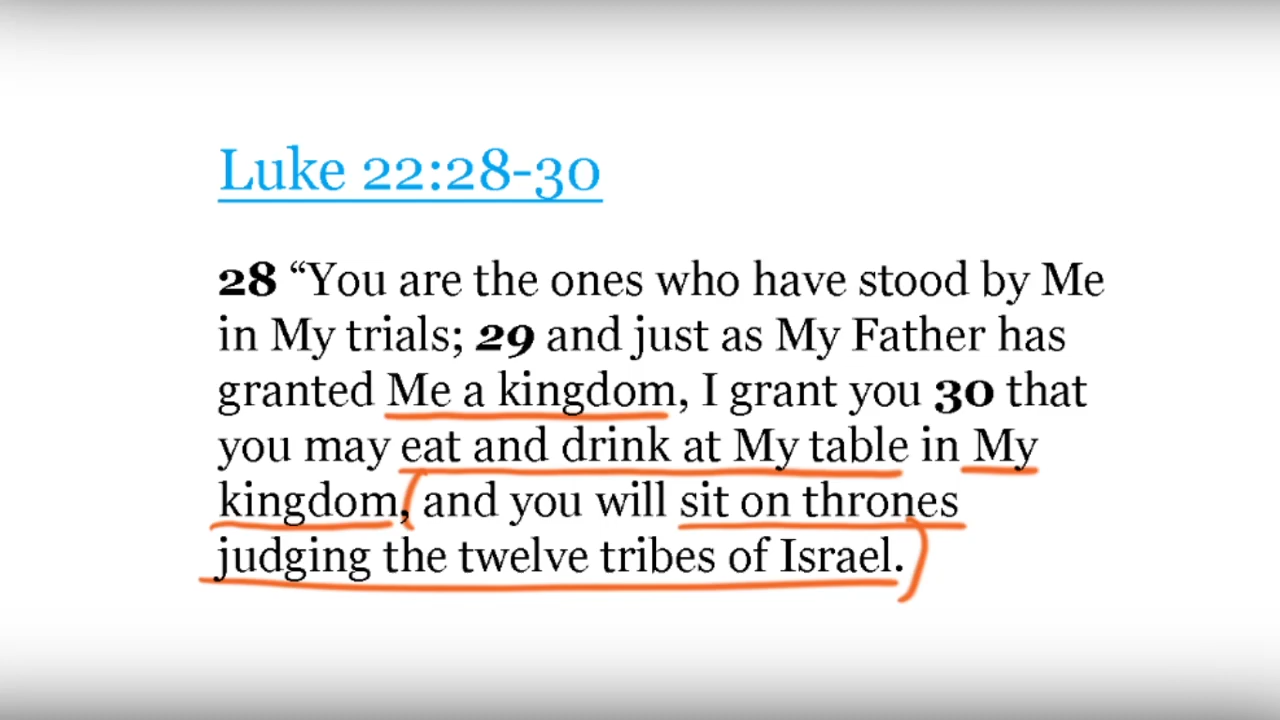 Luke 22:28-30
28 “You are the ones who have stood by Me
in My trials; 29 and just as My Father has
granted Me a kingdom, I grant you 30 that
you may eat and drink at My table in My
kingdom, and you will sit on thrones
judging the twelve tribes of Israel.